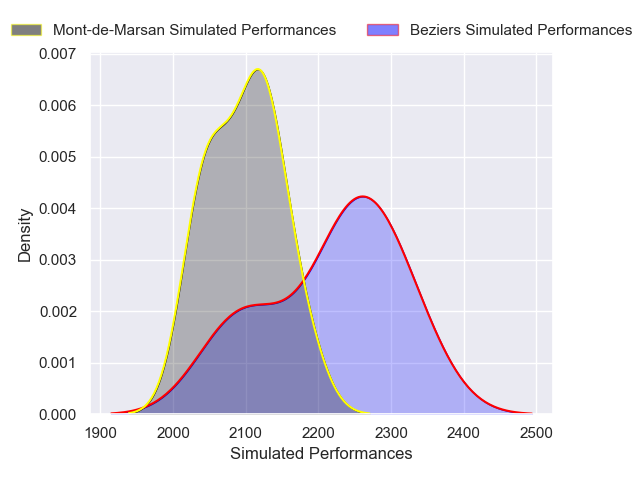 Mont-de-Marsan Simulated Performances Beziers Simulated Performances
0.007
0.006
0.005
0.004
0.003
0.002
0.001
0.000
Density
1900 2000 2100 2200 2300 2400 2500
Simulated Performances